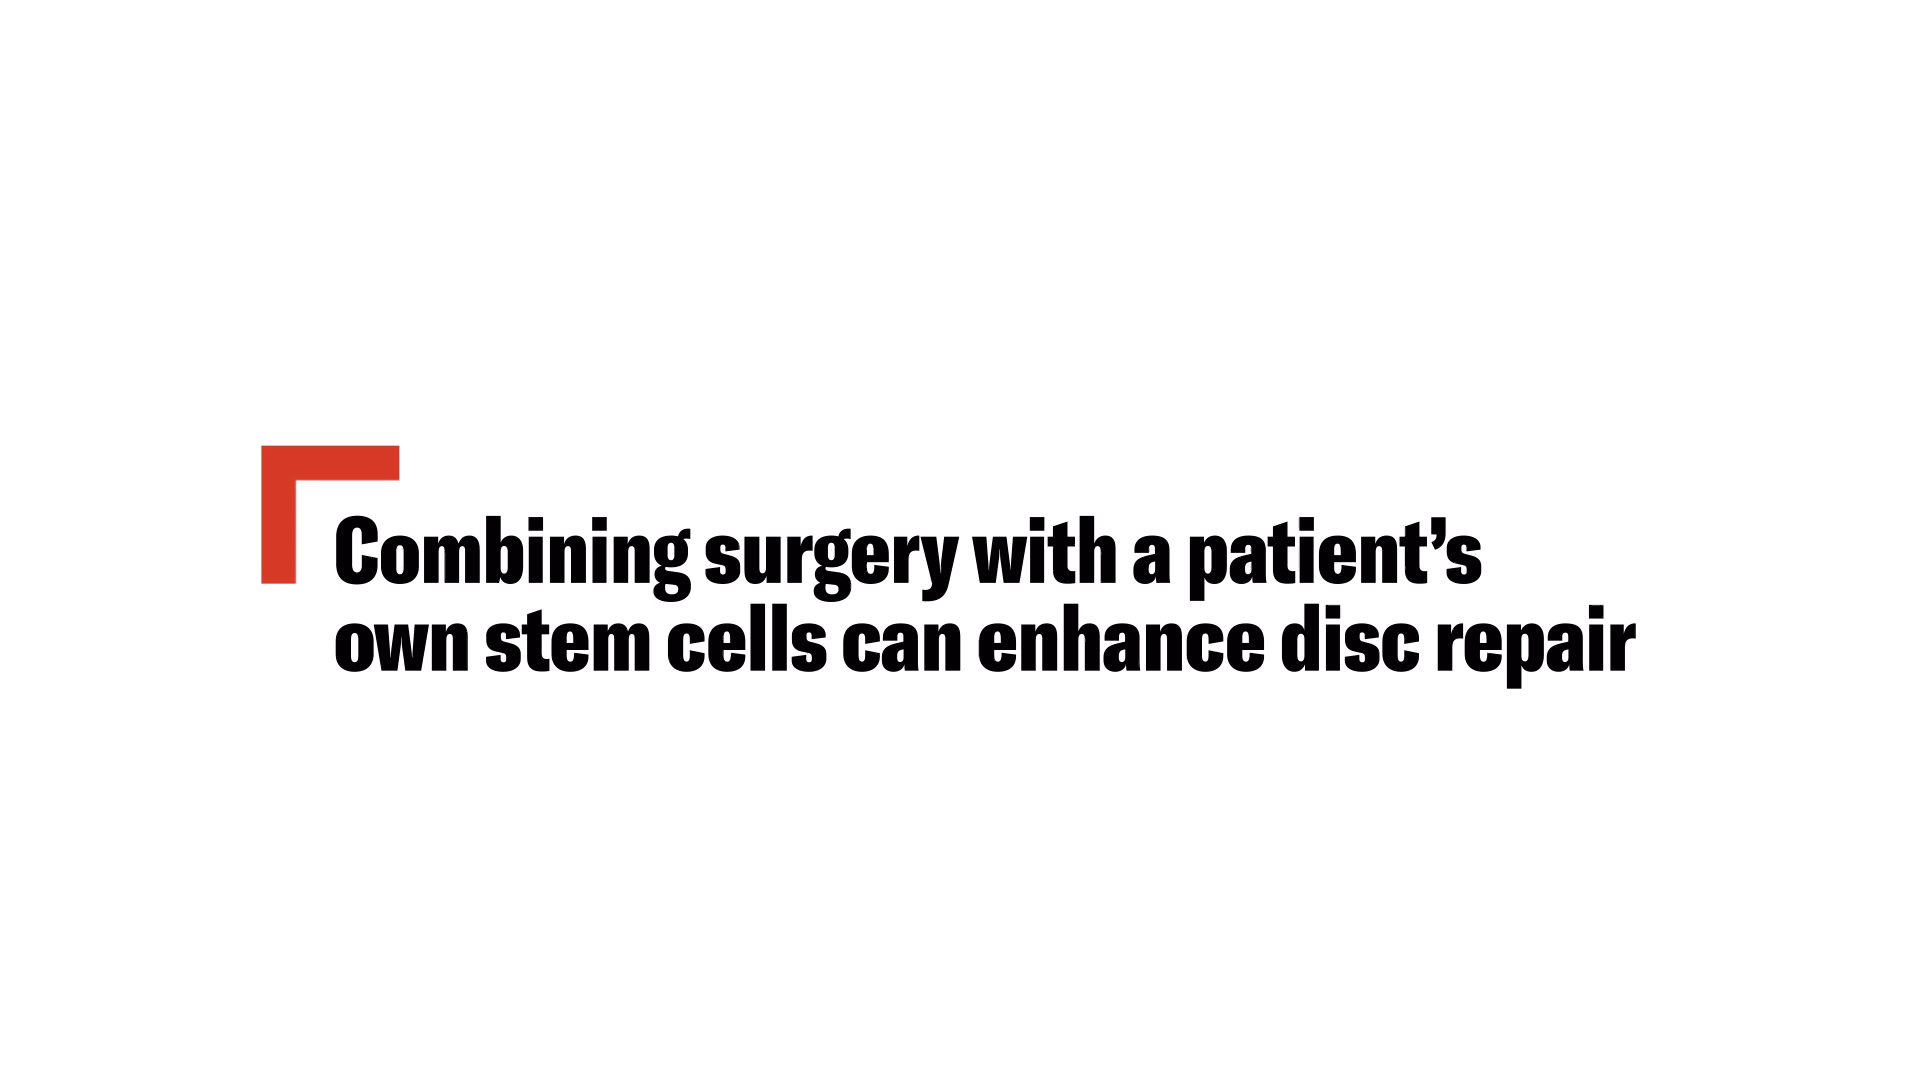 Combining surgery with a patient’s
own stem cells can enhance disc repair